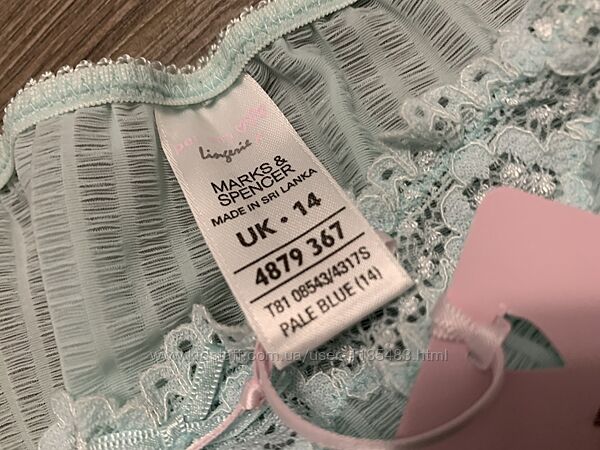 lingerie
MARKS &
SPENCER
MADE IN SRI LANKA
UK • 14
4879 367
T81 08543/4317S
PALE BLUE (14)